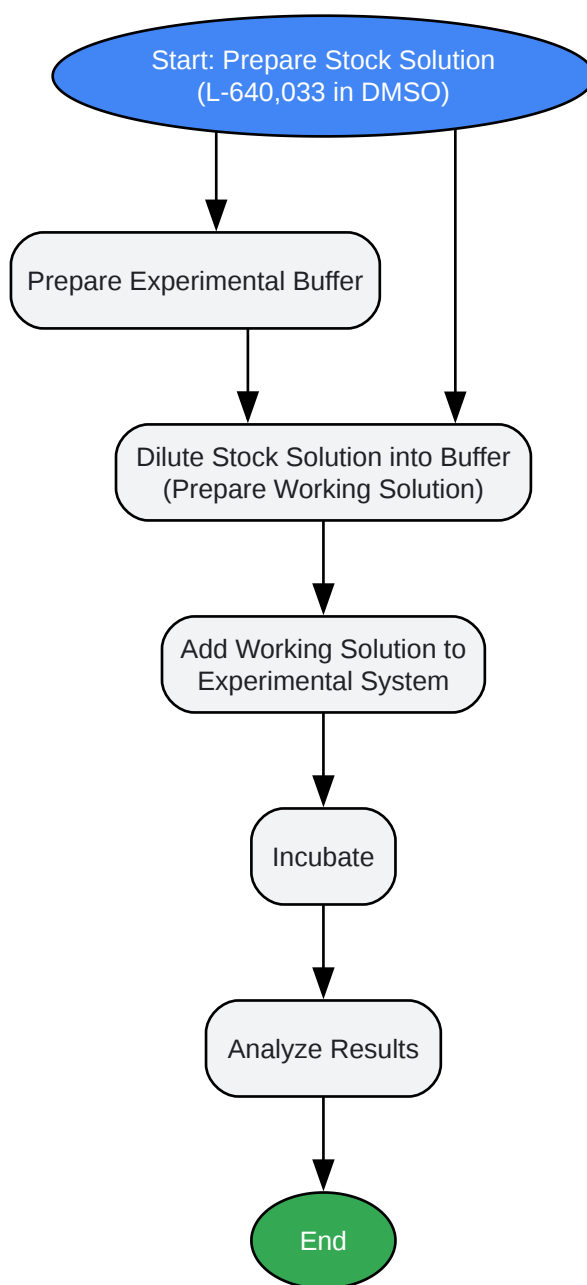 Start: Prepare Stock Solution
(L-640,033 in DMSO)
Prepare Experimental Buffer
Dilute Stock Solution into Buffer
(Prepare Working Solution)
Add Working Solution to
Experimental System
Incubate
Analyze Results
End